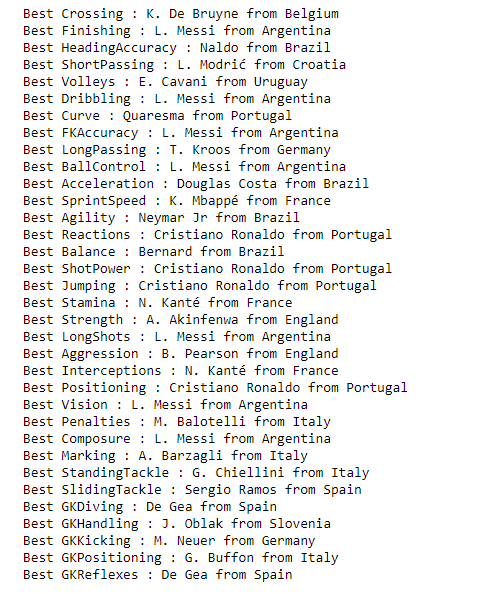 Best Crossing : K. De Bruyne from Belgium
Best Finishing : L. Messi from Argentina
Best HeadingAccuracy : Naldo from Brazil
Best ShortPassing : L. Modrić from Croatia
Best Volleys : E. Cavani from Uruguay
Best Dribbling : L. Messi from Argentina
Best Curve : Quaresma from Portugal
Best FKAccuracy : L. Messi from Argentina
Best LongPassing : T. Kroos from Germany
Best BallControl : L. Messi from Argentina
Best Acceleration : Douglas Costa from Brazil
Best SprintSpeed : K. Mbappé from France
Best Agility : Neymar Jr from Brazil
Best Reactions : Cristiano Ronaldo from Portugal
Best Balance : Bernard from Brazil
Best ShotPower : Cristiano Ronaldo from Portugal
Best Jumping : Cristiano Ronaldo from Portugal
Best Stamina : N. Kanté from France
Best Strength : A. Akinfenwa from England
Best LongShots : L. Messi from Argentina
Best Aggression : B. Pearson from England
Best Interceptions : N. Kanté from France
Best Positioning : Cristiano Ronaldo from Portugal
Best Vision : L. Messi from Argentina
Best Penalties : M. Balotelli from Italy
Best Composure : L. Messi from Argentina
Best Marking : A. Barzagli from Italy
Best StandingTackle : G. Chiellini from Italy
Best SlidingTackle : Sergio Ramos from Spain
Best GKDiving : De Gea from Spain
Best GKHandling : J. Oblak from Slovenia
Best GKKicking : M. Neuer from Germany
Best GKPositioning : G. Buffon from Italy
Best GKReflexes : De Gea from Spain